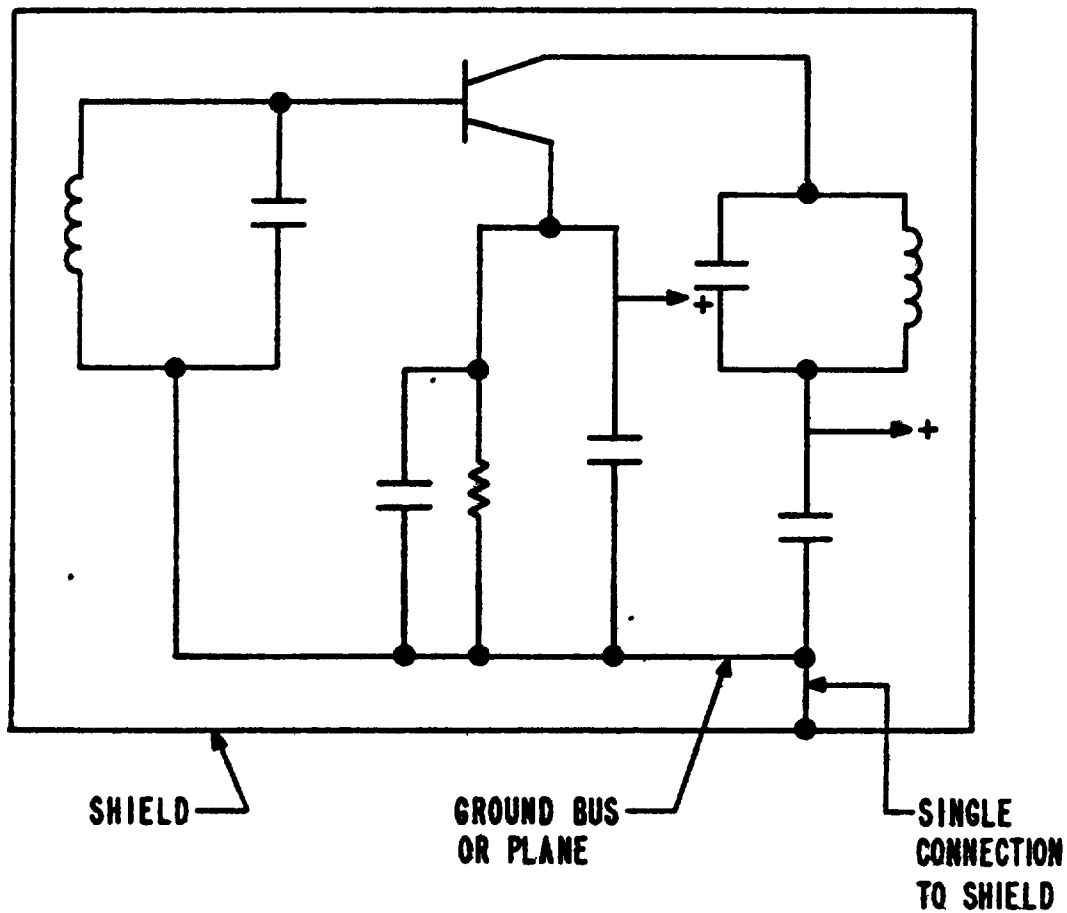 +
+
SHIELD
GROUND BUS
OR PLANE
SINGLE
CONNECTION
TO SHIELD